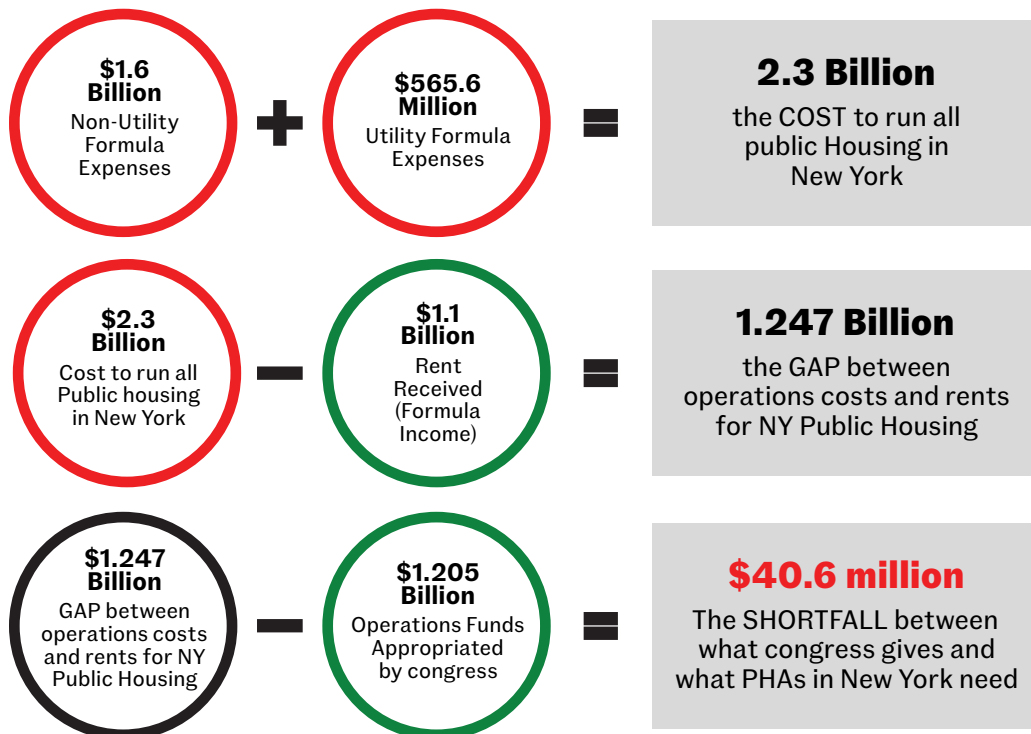 $1.6
Billion
Non-Utility
Formula
Expenses
+
$565.6
Million
Utility Formula
Expenses
=
2.3 Billion
the COST to run all
public Housing in
New York
$2.3
Billion
Cost to run all
Public housing
in New York
-
$1.1
Billion
Rent
Received
(Formula
Income)
=
1.247 Billion
the GAP between
operations costs and rents
for NY Public Housing
$1.247
Billion
GAP between
operations costs
and rents for NY
Public Housing
-
$1.205
Billion
Operations Funds
Appropriated
by congress
=
$40.6 million
The SHORTFALL between
what congress gives and
what PHAs in New York need